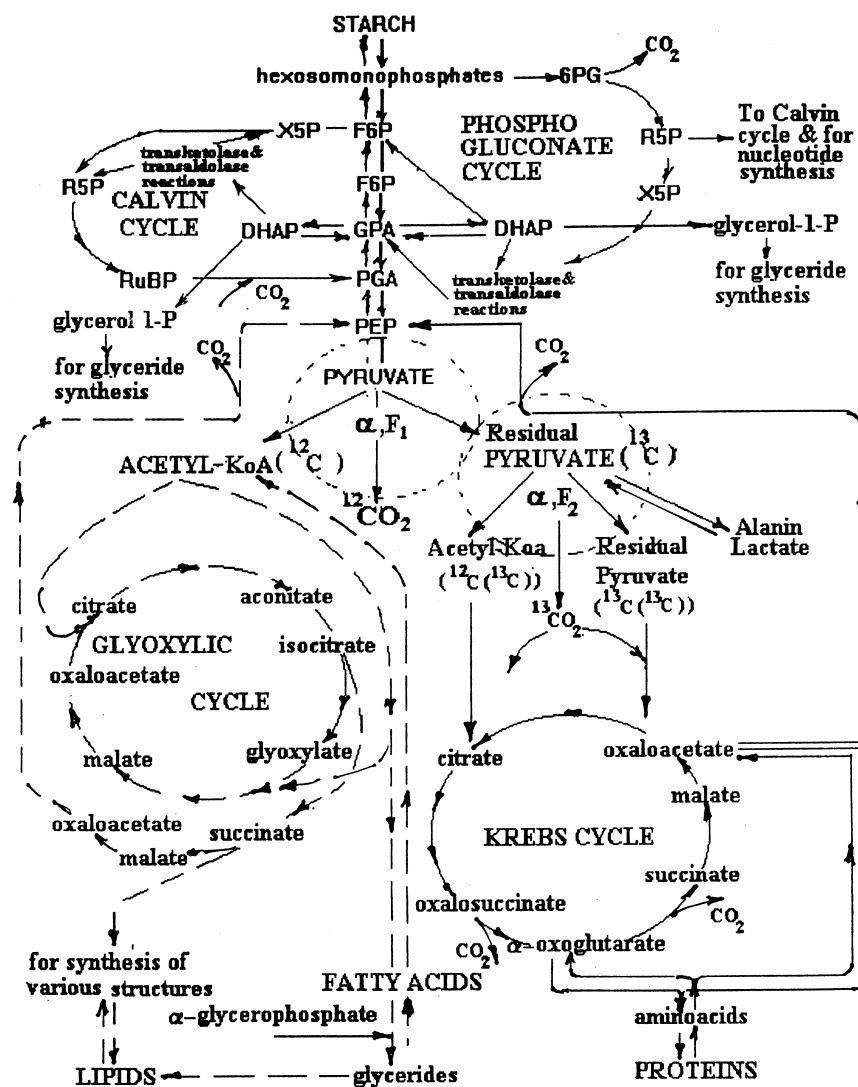 STARCH
hexosomonophosphates
6PG
CO2
X5P
F6P
PHOSPHO
GLUCONATE
CYCLE
R5P
To Calvin
cycle & for
nucleotide
synthesis
transketolase&
transaldolase
reactions
R5P
CALVIN
CYCLE
F6P
X5P
DHAP
GPA
DHAP
glycerol-1-P
RuBP
CO2
PGA
transketolase&
transaldolase
reactions
for glyceride
synthesis
glycerol 1-P
PEP
CO2
CO2
for glyceride
synthesis
PYRUVATE
α,F1
Residual
PYRUVATE (13C)
ACETYL-KoA (12C)
12CO2
α,F2
Alanin
Lactate
Acetyl-Koa
(12C(13C))
Residual
Pyruvate
(13C(13C))
13CO2
citrate
aconitate
GLYOXYLIC
isocitrate
oxaloacetate
CYCLE
malate
glyoxylate
citrate
oxaloacetate
malate
oxaloacetate
succinate
malate
KREBS CYCLE
succinate
oxalosuccinate
CO2
CO2
α-oxoglutarate
for synthesis of
various structures
FATTY ACIDS
α-glycerophosphate
aminoacids
LIPIDS
glycerides
PROTEINS